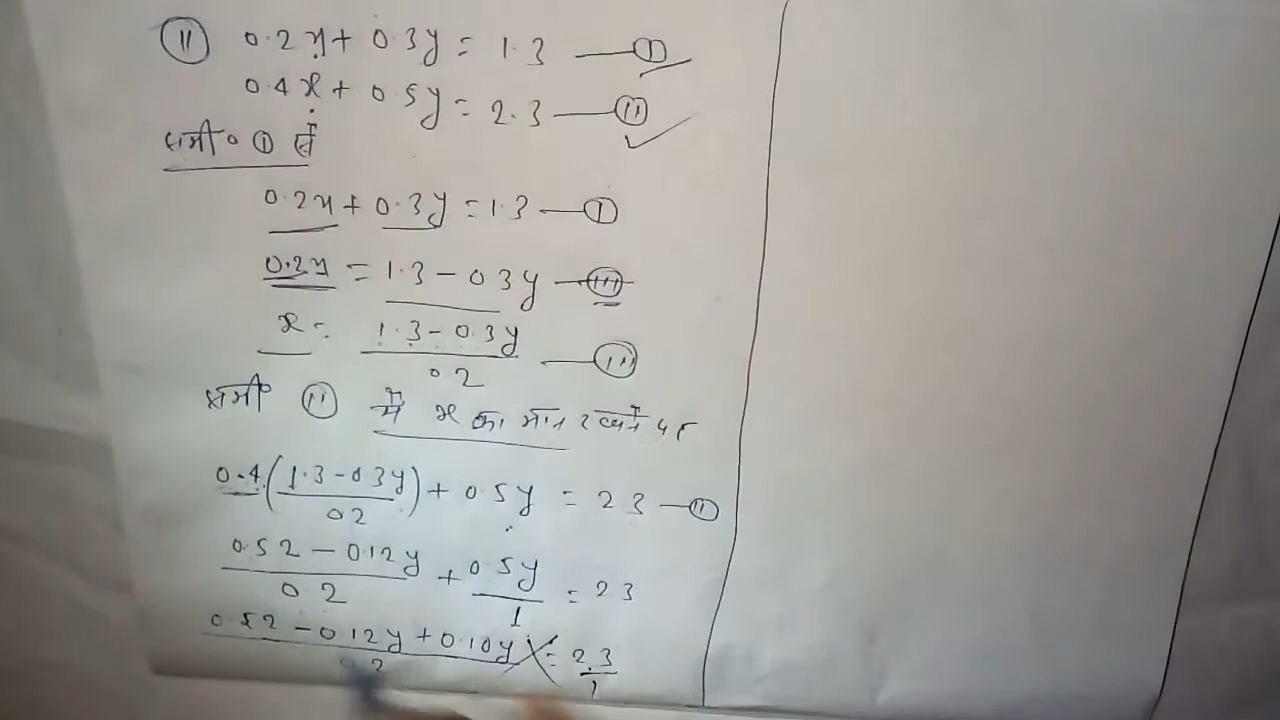 (II) 0.2x + 0.3y = 1.3 —(I)
0.4x + 0.5y = 2.3 —(II)
समी० (I) से
0.2x + 0.3y = 1.3 —(I)
0.2x = 1.3 - 0.3y —(III)
x = 1.3 - 0.3y / 0.2 —(III)
समी० (II) में x का मान रखने पर
0.4(1.3 - 0.3y / 0.2) + 0.5y = 2.3 —(II)
0.52 - 0.12y / 0.2 + 0.5y / 1 = 2.3
0.52 - 0.12y + 0.10y / 0.2 = 2.3 / 1